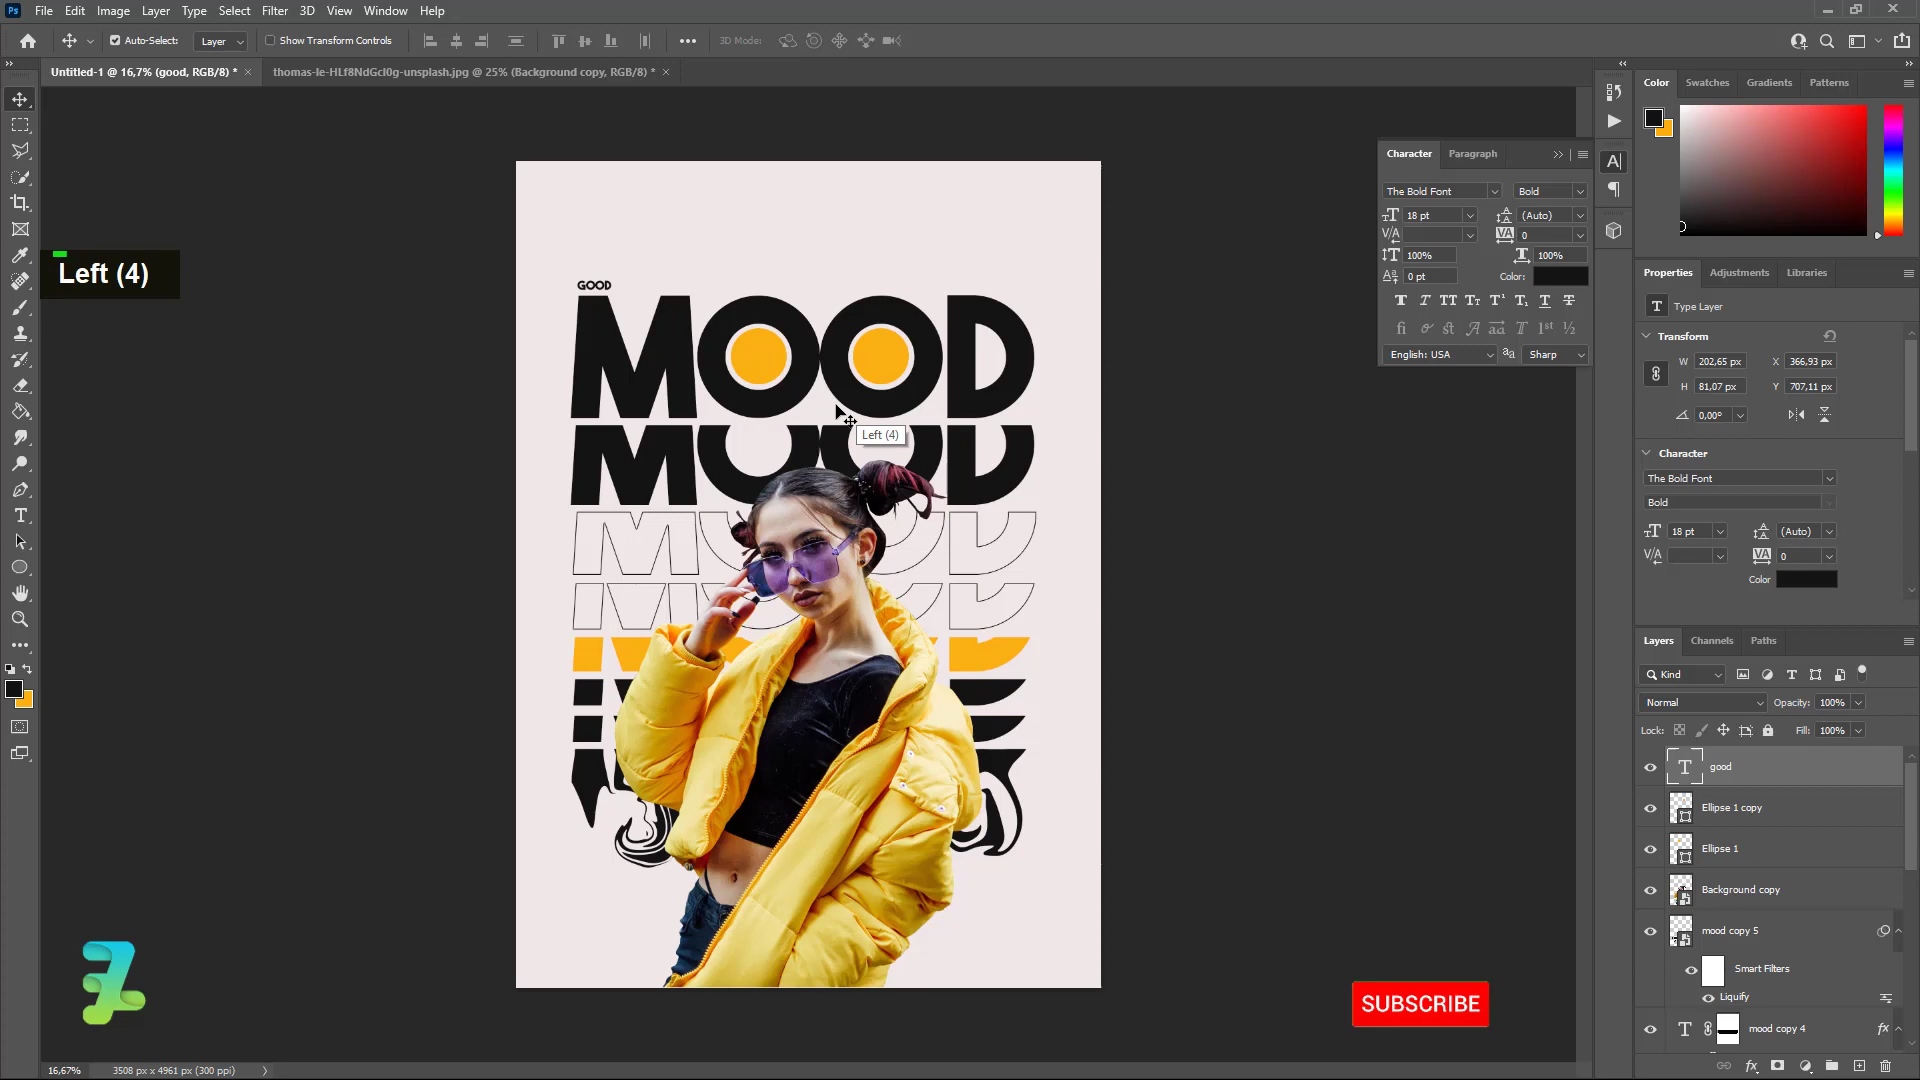 Ps File Edit Image Layer Type Select Filter 3D View Window Help
Auto-Select: Layer Show Transform Controls 3D Mode:
Untitled-1 @ 16,7% (good, RGB/8) * × thomas-le-HLf8NdGcI0g-unsplash.jpg @ 25% (Background copy, RGB/8) * ×
Left (4)
GOOD
MOOD
MOOD
MOOD
MOOD
Left (4)
SUBSCRIBE
16,67% 3508 px x 4961 px (300 ppi)
Character Paragraph
The Bold Font Bold
18 pt (Auto)
0
100% 100%
0 pt Color:
English: USA Sharp
Color Swatches Gradients Patterns
Properties Adjustments Libraries
Type Layer
Transform
W 202,65 px X 366,93 px
H 81,07 px Y 707,11 px
0,00°
Character
The Bold Font
Bold
18 pt (Auto)
0
Color
Layers Channels Paths
Kind
Normal Opacity: 100%
Lock: Fill: 100%
good
Ellipse 1 copy
Ellipse 1
Background copy
mood copy 5
Smart Filters
Liquify
mood copy 4 fx